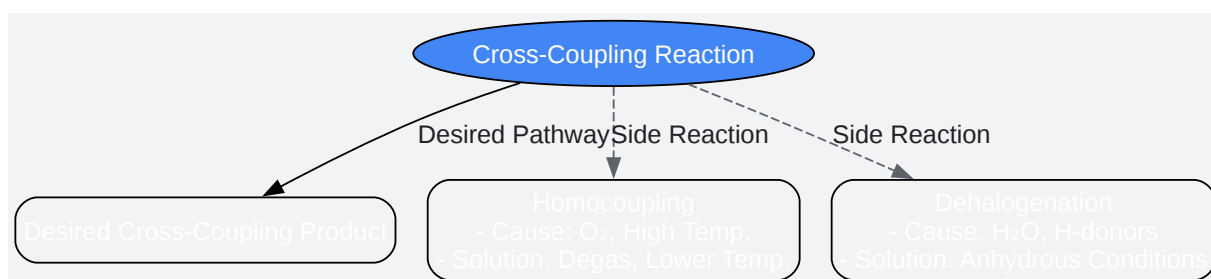 Cross-Coupling Reaction
Desired Pathway
Side Reaction
Side Reaction
Desired Cross-Coupling Product
Homocoupling
- Cause: O₂, High Temp.
- Solution: Degas, Lower Temp.
Dehalogenation
- Cause: H₂O, H-donors
- Solution: Anhydrous Conditions